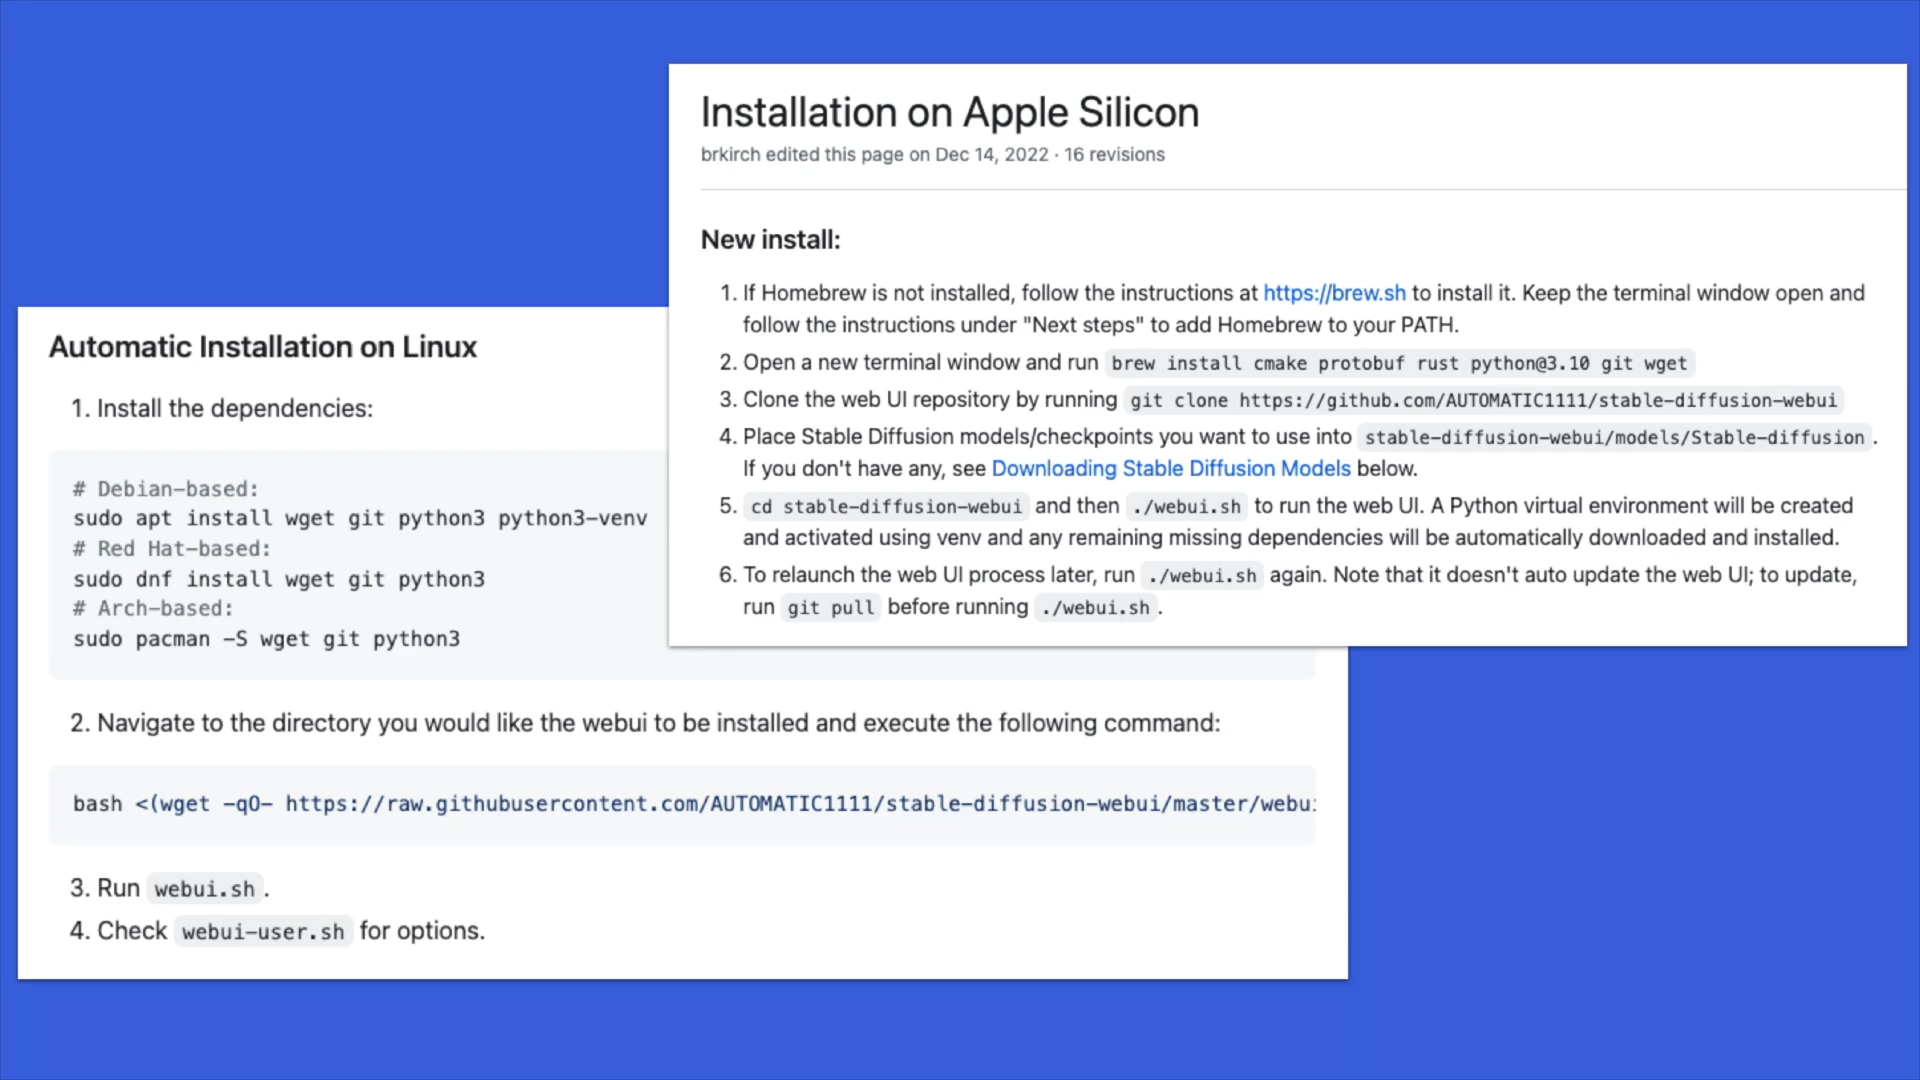 Installation on Apple Silicon
brkirch edited this page on Dec 14, 2022 · 16 revisions
New install:
1. If Homebrew is not installed, follow the instructions at https://brew.sh to install it. Keep the terminal window open and
follow the instructions under "Next steps" to add Homebrew to your PATH.
2. Open a new terminal window and run brew install cmake protobuf rust python@3.10 git wget
3. Clone the web UI repository by running git clone https://github.com/AUTOMATIC1111/stable-diffusion-webui
4. Place Stable Diffusion models/checkpoints you want to use into stable-diffusion-webui/models/Stable-diffusion .
If you don't have any, see Downloading Stable Diffusion Models below.
5. cd stable-diffusion-webui and then ./webui.sh to run the web UI. A Python virtual environment will be created
and activated using venv and any remaining missing dependencies will be automatically downloaded and installed.
6. To relaunch the web UI process later, run ./webui.sh again. Note that it doesn't auto update the web UI; to update,
run git pull before running ./webui.sh .
Automatic Installation on Linux
1. Install the dependencies:
# Debian-based:
sudo apt install wget git python3 python3-venv
# Red Hat-based:
sudo dnf install wget git python3
# Arch-based:
sudo pacman -S wget git python3
2. Navigate to the directory you would like the webui to be installed and execute the following command:
bash <(wget -qO- https://raw.githubusercontent.com/AUTOMATIC1111/stable-diffusion-webui/master/webu
3. Run webui.sh .
4. Check webui-user.sh for options.